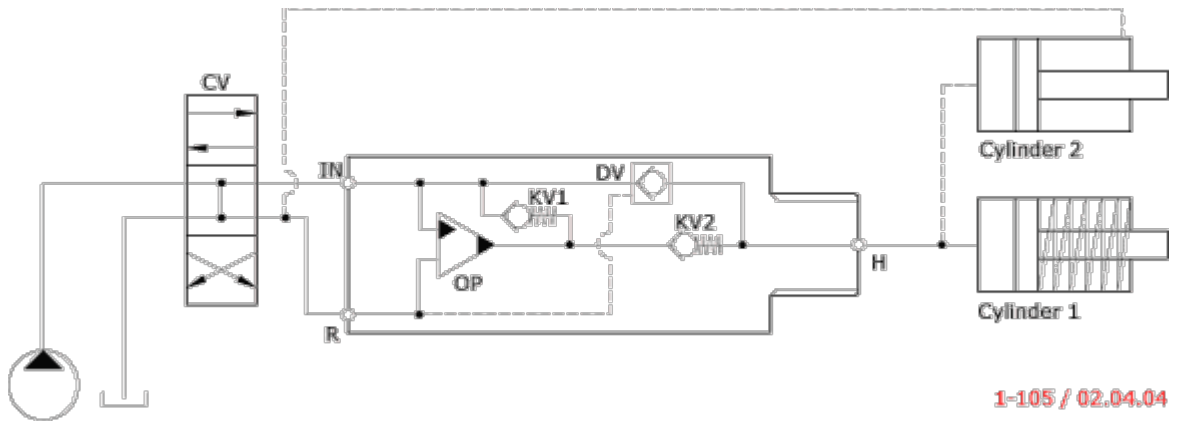 CV
Cylinder 2
IN
DV
KV1
KV2
OP
H
R
Cylinder 1
1-105 / 02.04.04